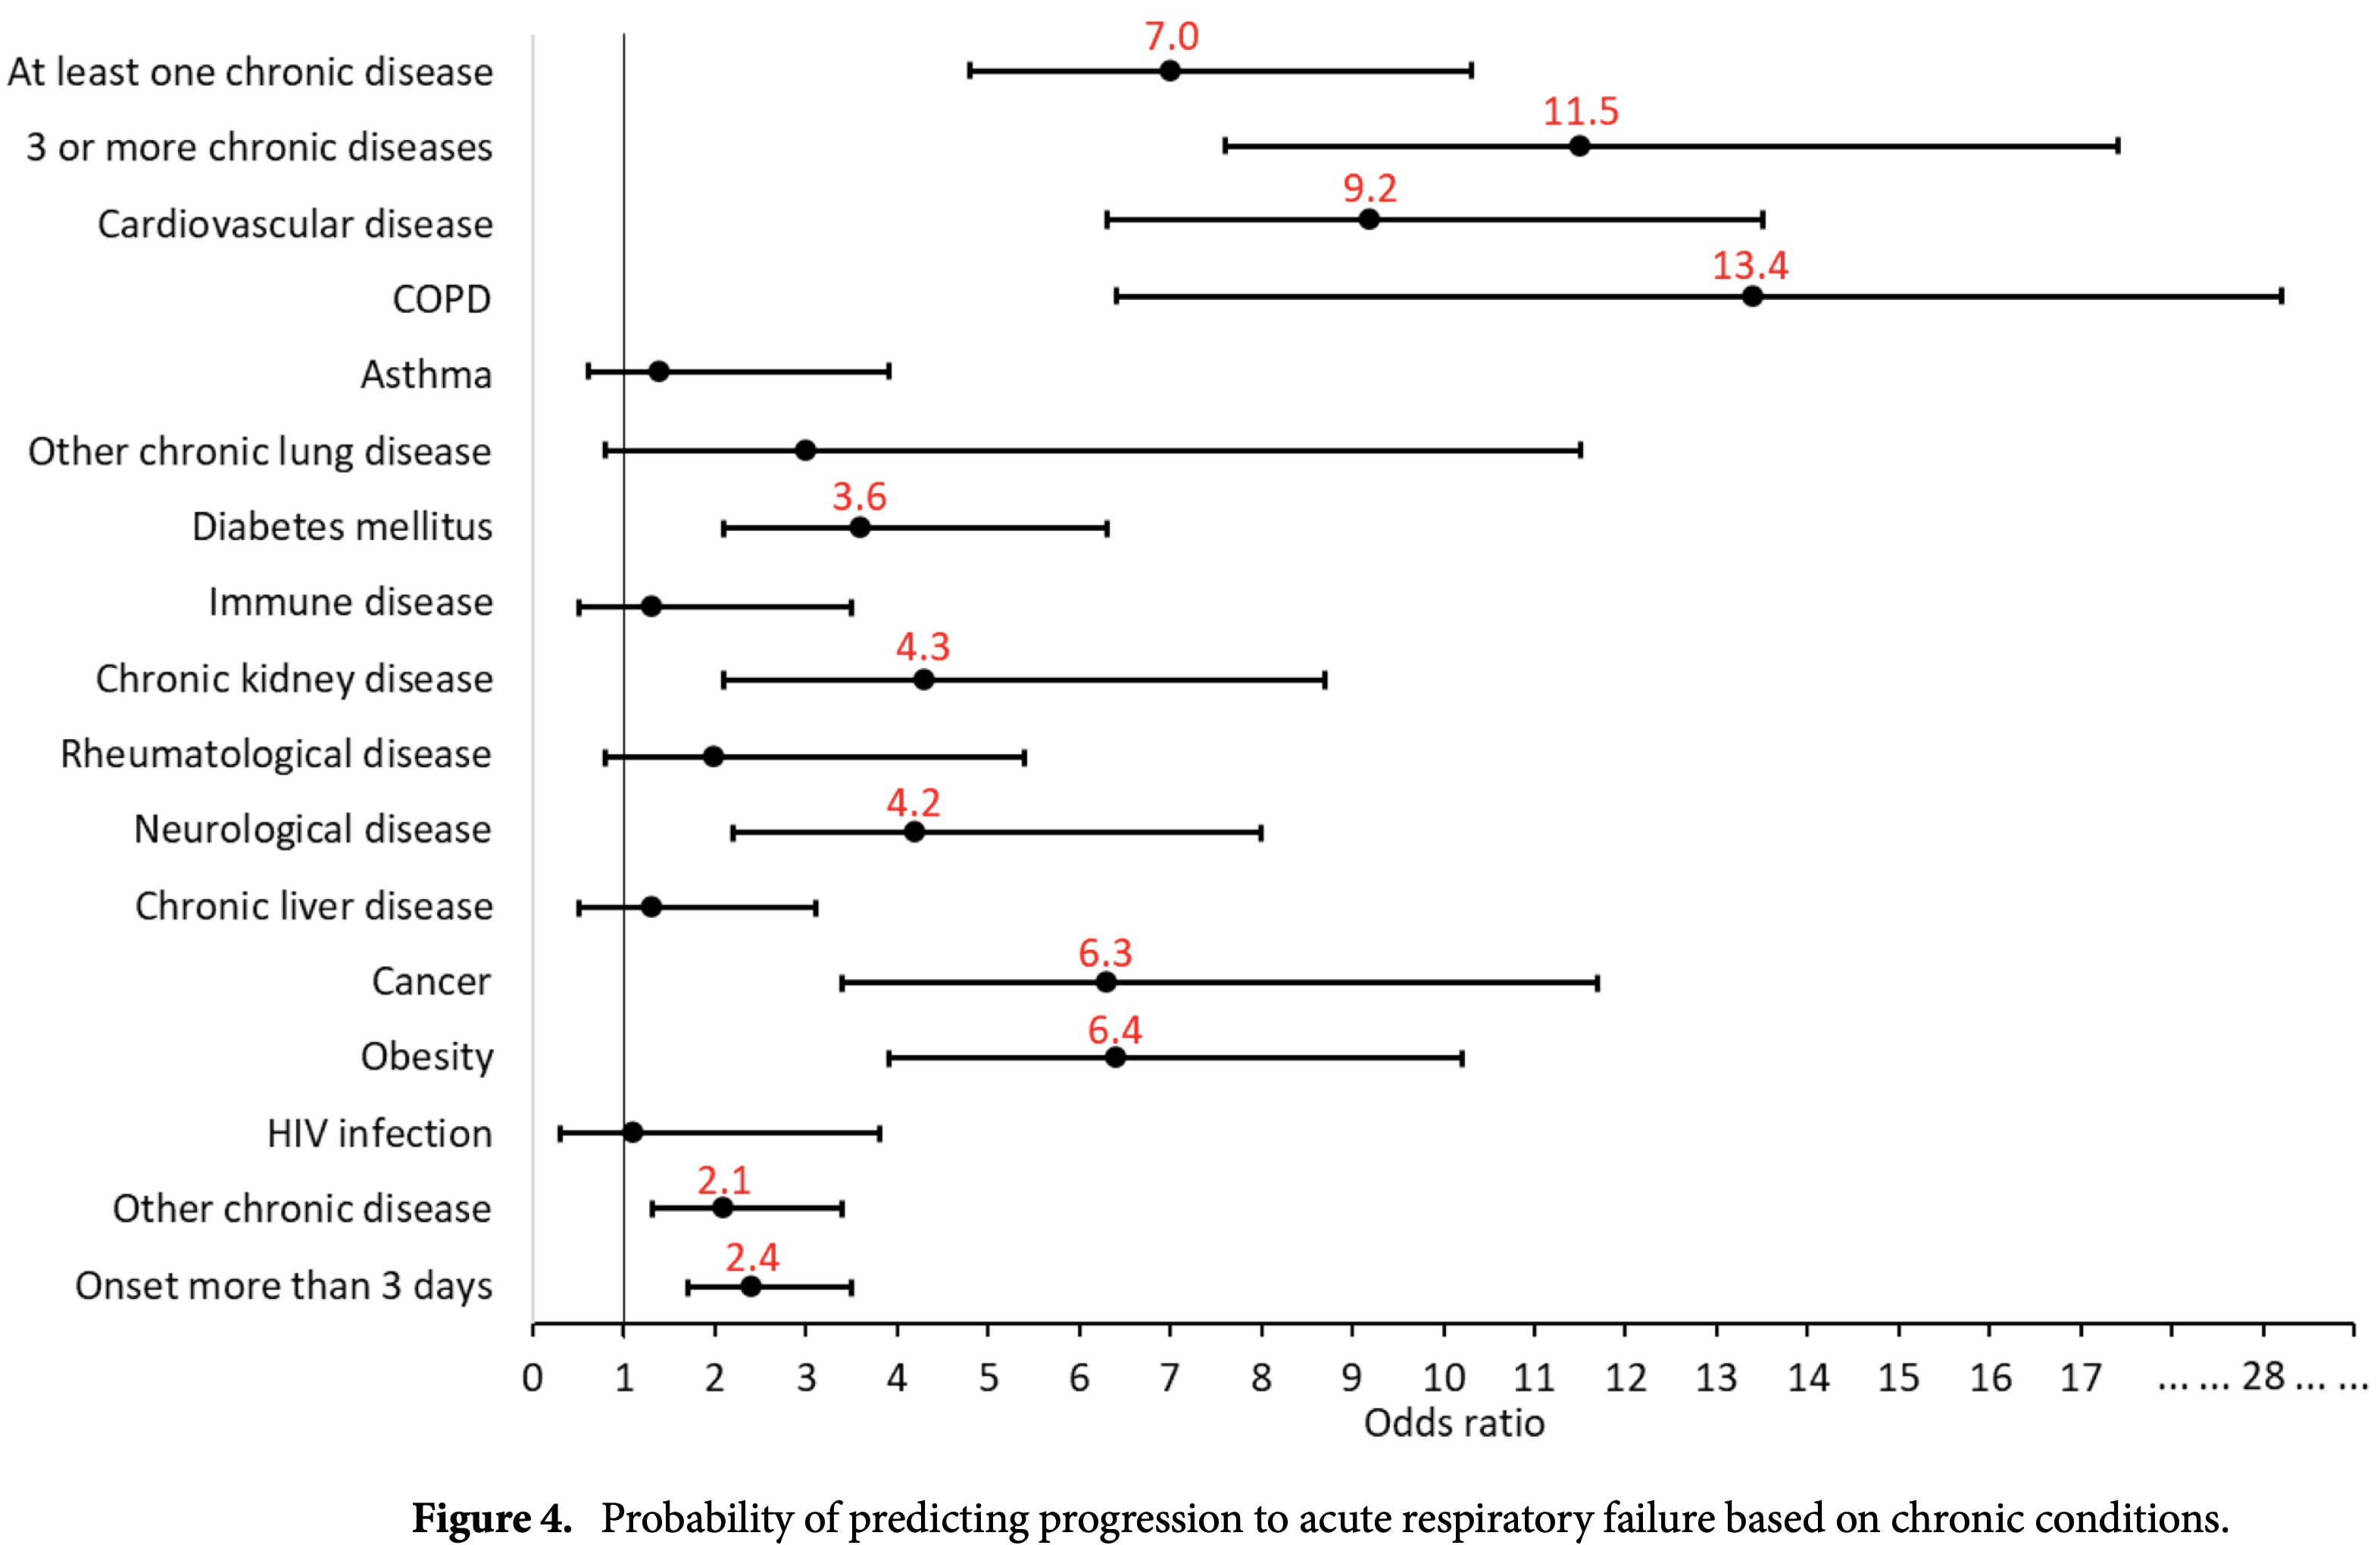 7.0
At least one chronic disease
11.5
3 or more chronic diseases
9.2
Cardiovascular disease
13.4
COPD
Asthma
Other chronic lung disease
3.6
Diabetes mellitus
Immune disease
4.3
Chronic kidney disease
Rheumatological disease
4.2
Neurological disease
Chronic liver disease
6.3
Cancer
6.4
Obesity
HIV infection
2.1
Other chronic disease
2.4
Onset more than 3 days
0 1 2 3 4 5 6 7 8 9 10 11 12 13 14 15 16 17 ... ... 28 ... ...
Odds ratio
Figure 4. Probability of predicting progression to acute respiratory failure based on chronic conditions.